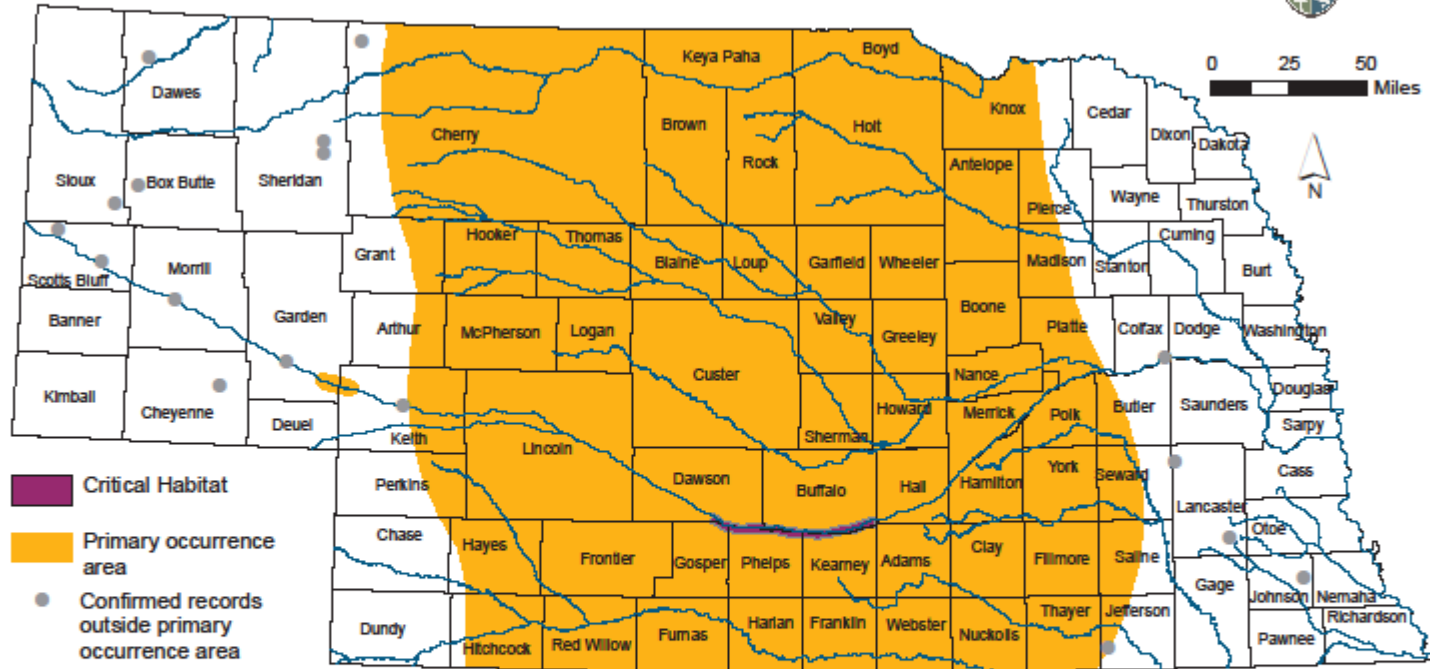 0 25 50
Miles
N
Keya Paha
Boyd
Dawes
Knox
Cedar
Dixon
Dakota
Cherry
Brown
Holt
Rock
Antelope
Sioux
Box Butte
Sheridan
Pierce
Wayne
Thurston
Hooker
Thomas
Cuming
Grant
Blaine
Loup
Garfield
Wheeler
Madison
Stanton
Burt
Scotts Bluff
Morrill
Banner
Garden
Arthur
McPherson
Logan
Valley
Greeley
Boone
Platte
Colfax
Dodge
Washington
Custer
Nance
Kimball
Cheyenne
Deuel
Howard
Merrick
Polk
Butler
Saunders
Douglas
Sarpy
Keith
Lincoln
Sherman
Critical Habitat
Perkins
Dawson
Buffalo
Hall
Hamilton
York
Seward
Cass
Lancaster
Otoe
Primary occurrence
area
Chase
Hayes
Frontier
Gosper
Phelps
Kearney
Adams
Clay
Fillmore
Saline
Gage
Johnson
Nemaha
Confirmed records
outside primary
occurrence area
Dundy
Hitchcock
Red Willow
Furnas
Harlan
Franklin
Webster
Nuckolls
Thayer
Jefferson
Pawnee
Richardson